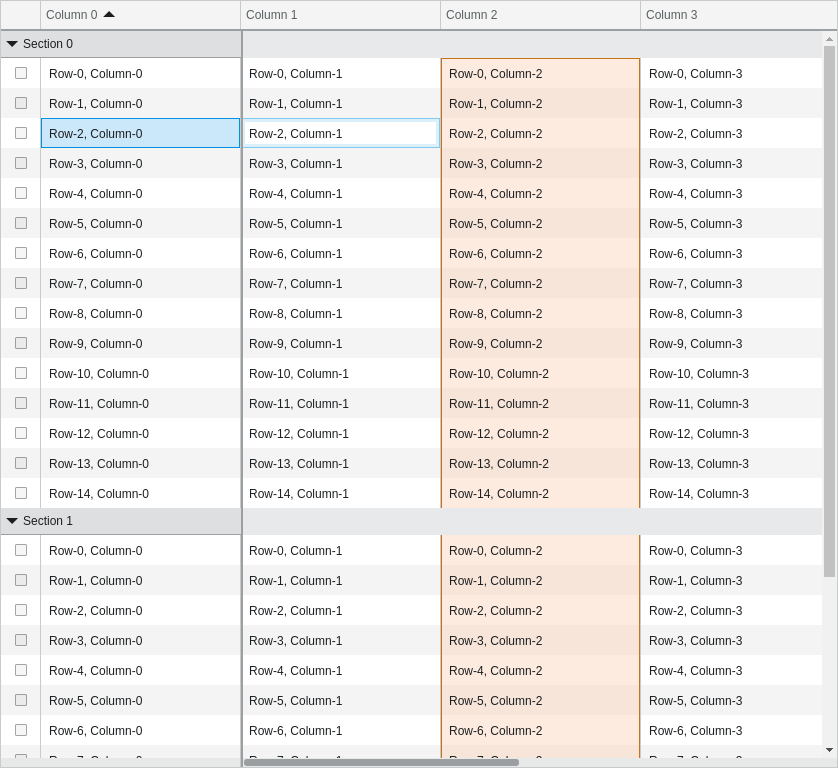 Column 0 Column 1 Column 2 Column 3
Section 0
Row-0, Column-0 Row-0, Column-1 Row-0, Column-2 Row-0, Column-3
Row-1, Column-0 Row-1, Column-1 Row-1, Column-2 Row-1, Column-3
Row-2, Column-0 Row-2, Column-1 Row-2, Column-2 Row-2, Column-3
Row-3, Column-0 Row-3, Column-1 Row-3, Column-2 Row-3, Column-3
Row-4, Column-0 Row-4, Column-1 Row-4, Column-2 Row-4, Column-3
Row-5, Column-0 Row-5, Column-1 Row-5, Column-2 Row-5, Column-3
Row-6, Column-0 Row-6, Column-1 Row-6, Column-2 Row-6, Column-3
Row-7, Column-0 Row-7, Column-1 Row-7, Column-2 Row-7, Column-3
Row-8, Column-0 Row-8, Column-1 Row-8, Column-2 Row-8, Column-3
Row-9, Column-0 Row-9, Column-1 Row-9, Column-2 Row-9, Column-3
Row-10, Column-0 Row-10, Column-1 Row-10, Column-2 Row-10, Column-3
Row-11, Column-0 Row-11, Column-1 Row-11, Column-2 Row-11, Column-3
Row-12, Column-0 Row-12, Column-1 Row-12, Column-2 Row-12, Column-3
Row-13, Column-0 Row-13, Column-1 Row-13, Column-2 Row-13, Column-3
Row-14, Column-0 Row-14, Column-1 Row-14, Column-2 Row-14, Column-3
Section 1
Row-0, Column-0 Row-0, Column-1 Row-0, Column-2 Row-0, Column-3
Row-1, Column-0 Row-1, Column-1 Row-1, Column-2 Row-1, Column-3
Row-2, Column-0 Row-2, Column-1 Row-2, Column-2 Row-2, Column-3
Row-3, Column-0 Row-3, Column-1 Row-3, Column-2 Row-3, Column-3
Row-4, Column-0 Row-4, Column-1 Row-4, Column-2 Row-4, Column-3
Row-5, Column-0 Row-5, Column-1 Row-5, Column-2 Row-5, Column-3
Row-6, Column-0 Row-6, Column-1 Row-6, Column-2 Row-6, Column-3